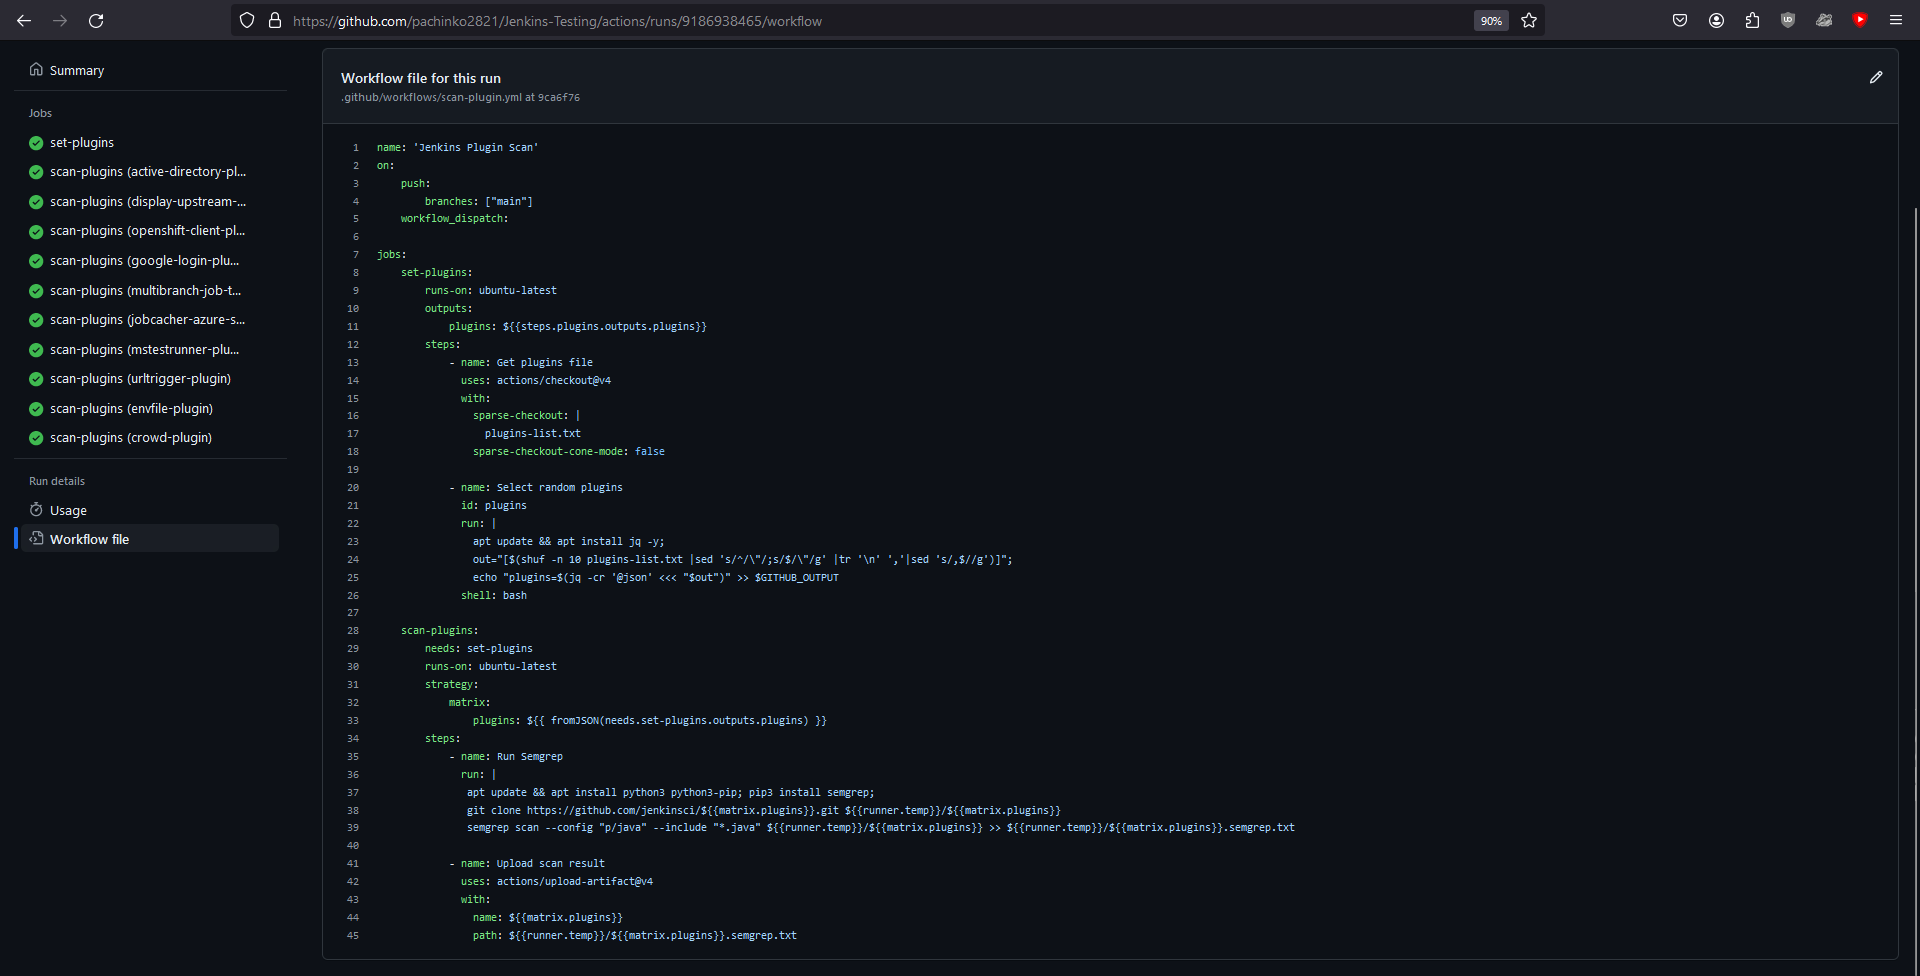 https://github.com/pachinko2821/Jenkins-Testing/actions/runs/9186938465/workflow
90%
Summary
Jobs
set-plugins
scan-plugins (active-directory-pl...
scan-plugins (display-upstream-...
scan-plugins (openshift-client-pl...
scan-plugins (google-login-plu...
scan-plugins (multibranch-job-t...
scan-plugins (jobcacher-azure-s...
scan-plugins (mstestrunner-plu...
scan-plugins (urltrigger-plugin)
scan-plugins (envfile-plugin)
scan-plugins (crowd-plugin)
Run details
Usage
Workflow file
Workflow file for this run
.github/workflows/scan-plugin.yml at 9ca6f76
1 name: 'Jenkins Plugin Scan'
2 on:
3 push:
4 branches: ["main"]
5 workflow_dispatch:
6
7 jobs:
8 set-plugins:
9 runs-on: ubuntu-latest
10 outputs:
11 plugins: ${{steps.plugins.outputs.plugins}}
12 steps:
13 - name: Get plugins file
14 uses: actions/checkout@v4
15 with:
16 sparse-checkout: |
17 plugins-list.txt
18 sparse-checkout-cone-mode: false
19
20 - name: Select random plugins
21 id: plugins
22 run: |
23 apt update && apt install jq -y;
24 out="[$(shuf -n 10 plugins-list.txt |sed 's/^/\"/;s/$/\"/g' |tr '\n' ','|sed 's/,$//g')]";
25 echo "plugins=$(jq -cr '@json' <<< "$out")" >> $GITHUB_OUTPUT
26 shell: bash
27
28 scan-plugins:
29 needs: set-plugins
30 runs-on: ubuntu-latest
31 strategy:
32 matrix:
33 plugins: ${{ fromJSON(needs.set-plugins.outputs.plugins) }}
34 steps:
35 - name: Run Semgrep
36 run: |
37 apt update && apt install python3 python3-pip; pip3 install semgrep;
38 git clone https://github.com/jenkinsci/${{matrix.plugins}}.git ${{runner.temp}}/${{matrix.plugins}}
39 semgrep scan --config "p/java" --include "*.java" ${{runner.temp}}/${{matrix.plugins}} >> ${{runner.temp}}/${{matrix.plugins}}.semgrep.txt
40
41 - name: Upload scan result
42 uses: actions/upload-artifact@v4
43 with:
44 name: ${{matrix.plugins}}
45 path: ${{runner.temp}}/${{matrix.plugins}}.semgrep.txt